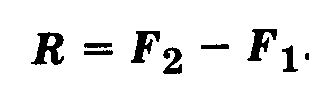 R = F₂ − F₁.